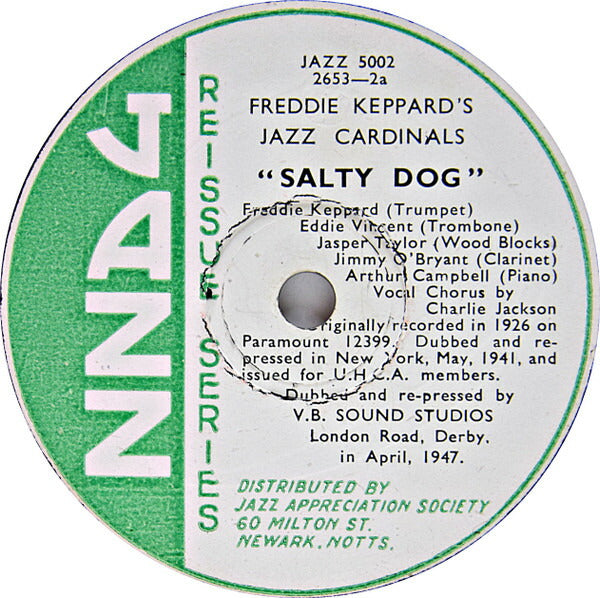 JAZZ
REISSUE SERIES
JAZZ 5002
2653—2a
FREDDIE KEPPARD'S
JAZZ CARDINALS
"SALTY DOG"
Freddie Keppard (Trumpet)
Eddie Vincent (Trombone)
Jasper Taylor (Wood Blocks)
Jimmy O'Bryant (Clarinet)
Arthur Campbell (Piano)
Vocal Chorus by
Charlie Jackson
Originally recorded in 1926 on
Paramount 12399. Dubbed and re-
pressed in New York, May, 1941, and
issued for U.H.C.A. members.
Dubbed and re-pressed by
V.B. SOUND STUDIOS
London Road, Derby,
in April, 1947.
DISTRIBUTED BY
JAZZ APPRECIATION SOCIETY
60 MILTON ST.
NEWARK, NOTTS.